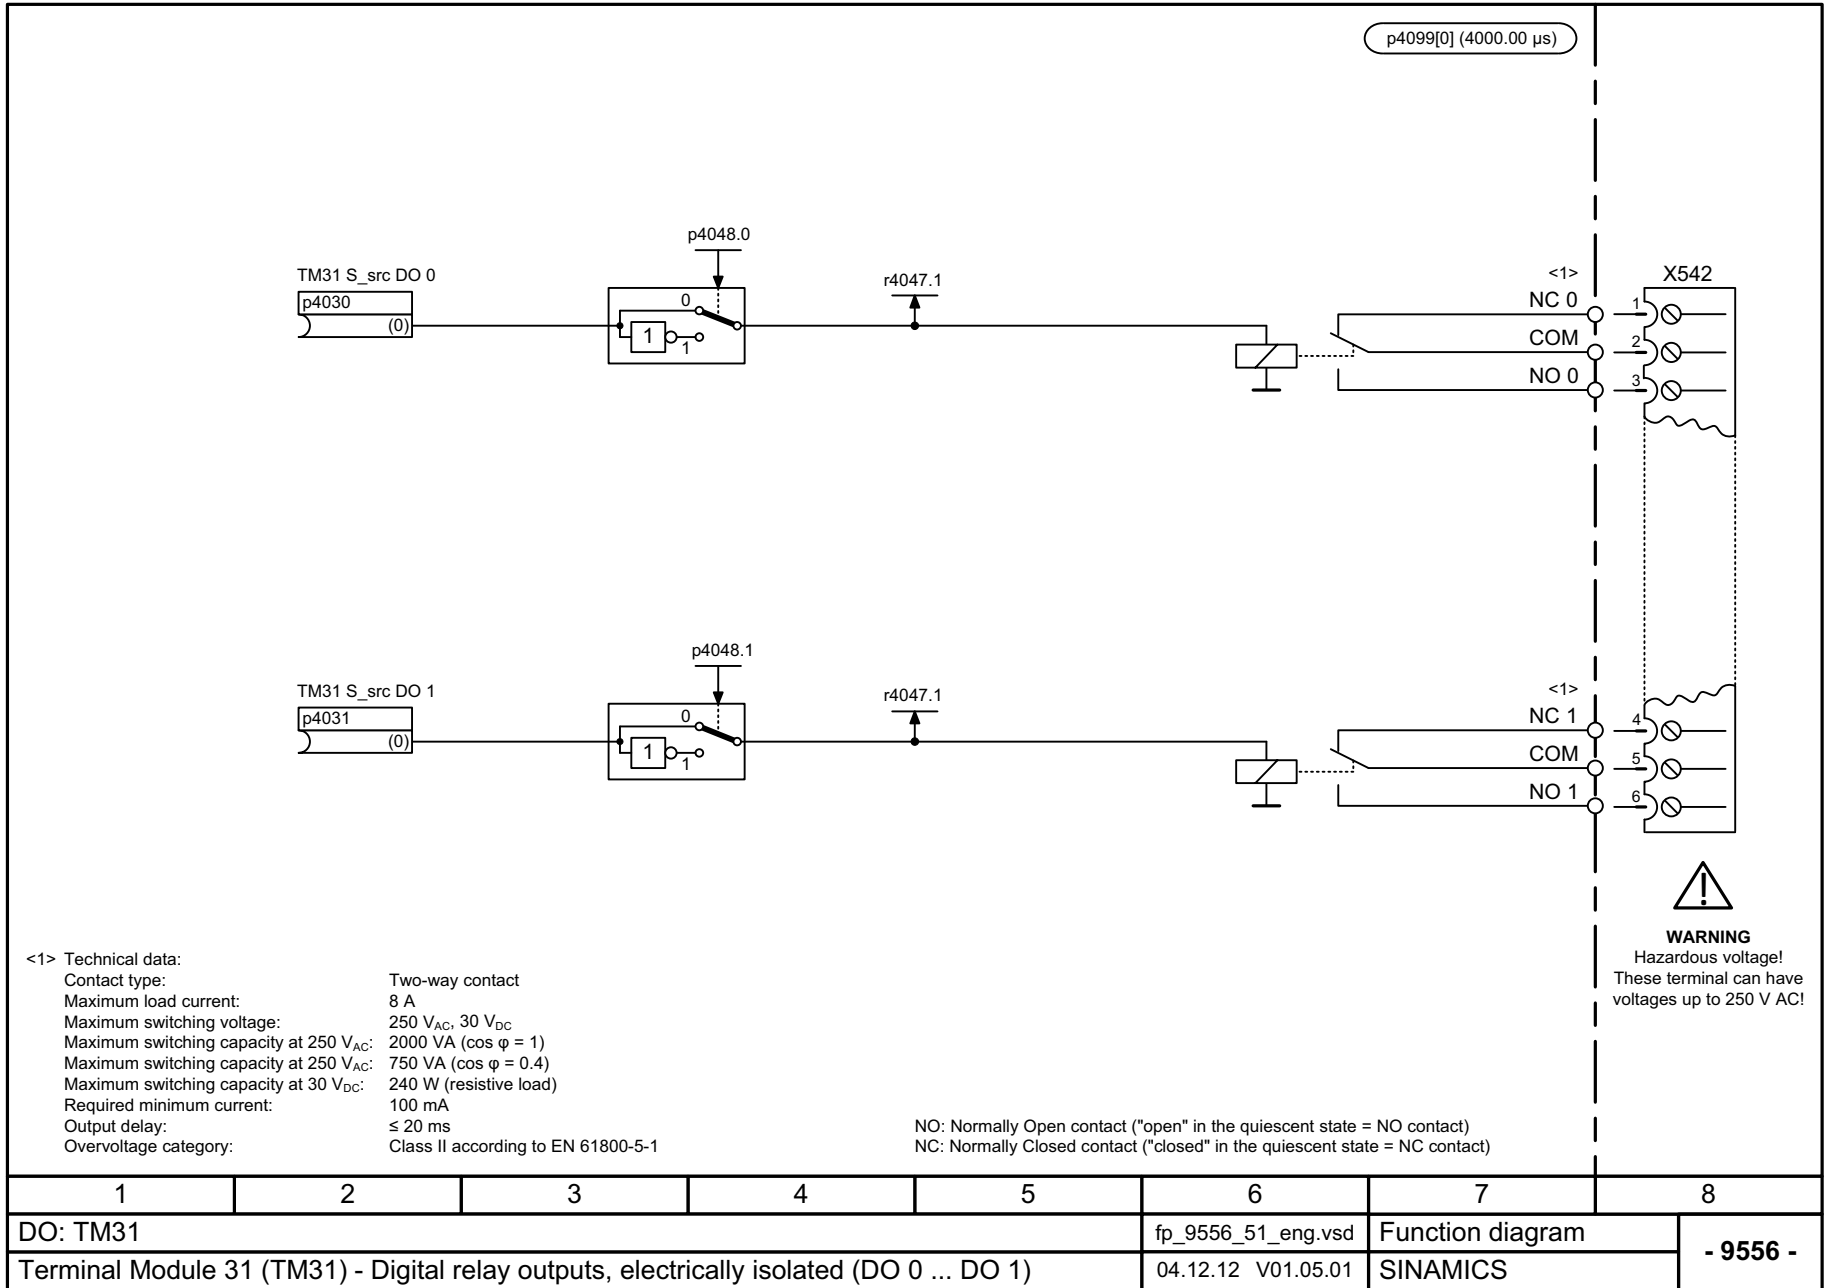 p4099[0] (4000.00 µs)
p4048.0
TM31 S_src DO 0
p4030
(0)
0
1
1
r4047.1
<1>
NC 0
COM
NO 0
X542
1
2
3
p4048.1
TM31 S_src DO 1
p4031
(0)
0
1
1
r4047.1
<1>
NC 1
COM
NO 1
4
5
6
WARNING
Hazardous voltage!
These terminal can have
voltages up to 250 V AC!
<1> Technical data:
Contact type: Two-way contact
Maximum load current: 8 A
Maximum switching voltage: 250 VAC, 30 VDC
Maximum switching capacity at 250 VAC: 2000 VA (cos φ = 1)
Maximum switching capacity at 250 VAC: 750 VA (cos φ = 0.4)
Maximum switching capacity at 30 VDC: 240 W (resistive load)
Required minimum current: 100 mA
Output delay: ≤ 20 ms
Overvoltage category: Class II according to EN 61800-5-1
NO: Normally Open contact ("open" in the quiescent state = NO contact)
NC: Normally Closed contact ("closed" in the quiescent state = NC contact)
1 2 3 4 5 6 7 8
DO: TM31
fp_9556_51_eng.vsd
Function diagram
- 9556 -
Terminal Module 31 (TM31) - Digital relay outputs, electrically isolated (DO 0 ... DO 1)
04.12.12 V01.05.01
SINAMICS